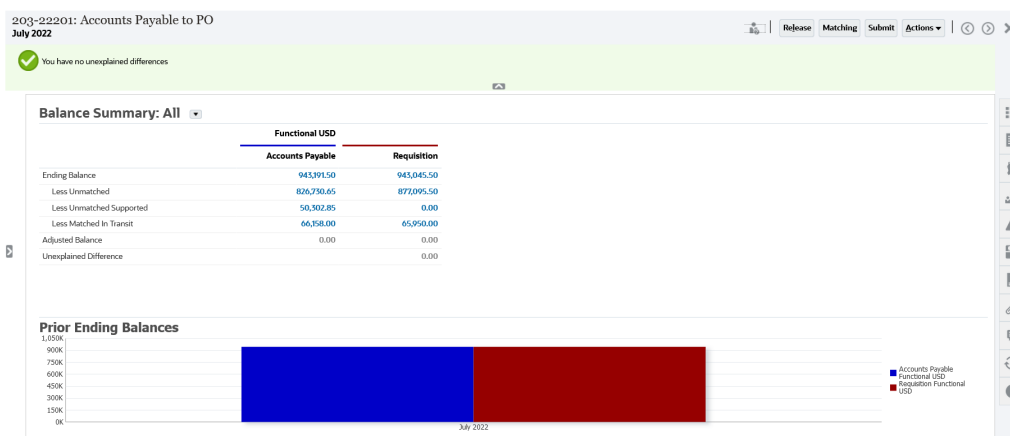 203-22201: Accounts Payable to PO
July 2022
Release Matching Submit Actions
You have no unexplained differences
Balance Summary: All
Functional USD
Accounts Payable Requisition
Ending Balance 943,191.50 943,045.50
Less Unmatched 826,730.65 877,095.50
Less Unmatched Supported 50,302.85 0.00
Less Matched In Transit 66,158.00 65,950.00
Adjusted Balance 0.00 0.00
Unexplained Difference 0.00
Prior Ending Balances
1,050K
900K
750K
600K
450K
300K
150K
0K
July 2022
Accounts Payable
Functional USD
Requisition Functional
USD